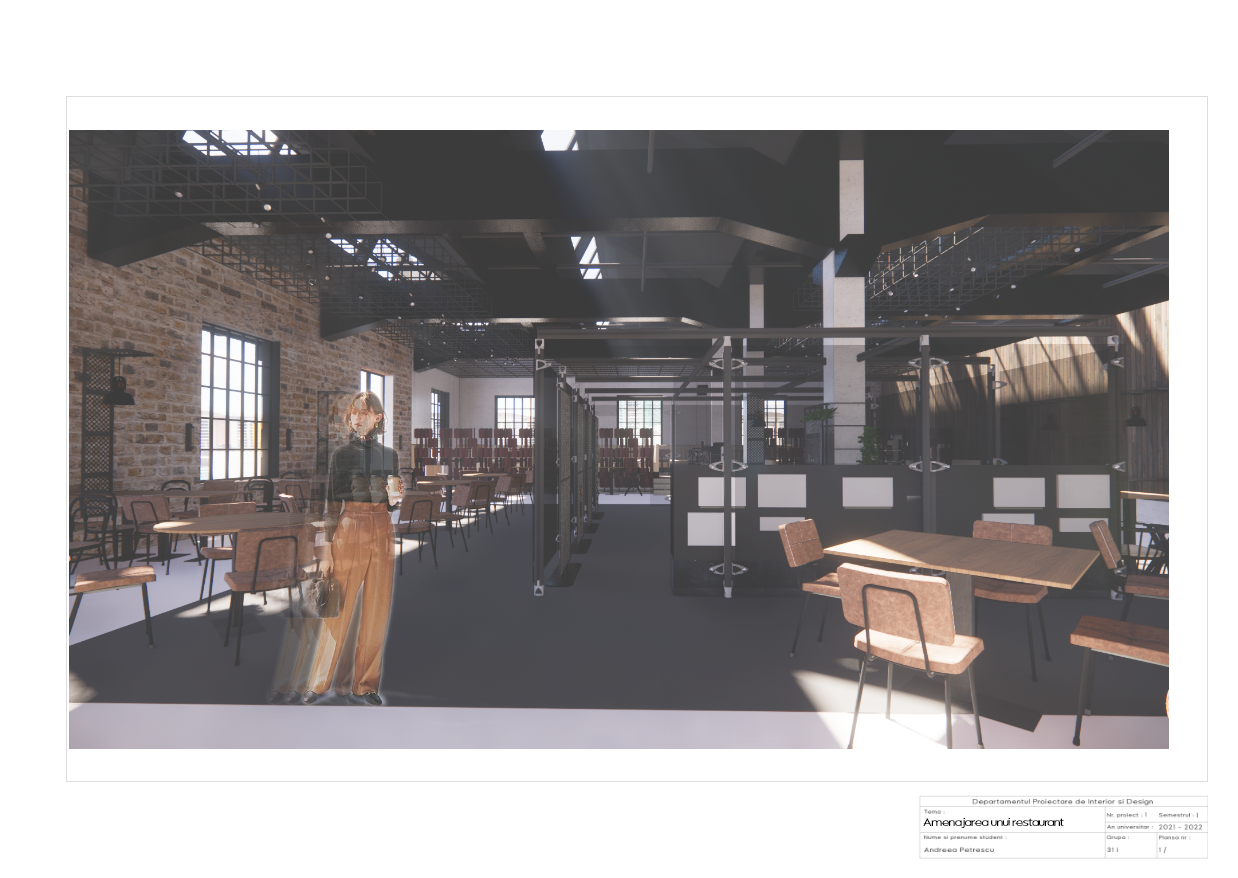 Departamentul Proiectare de Interior si Design
Tema :
Amenajarea unui restaurant
Nr. proiect : 1
Semestrul : I
An universitar : 2021 - 2022
Nume si prenume student :
Grupa :
Plansa nr :
Andreea Petrescu
31 I
1 /